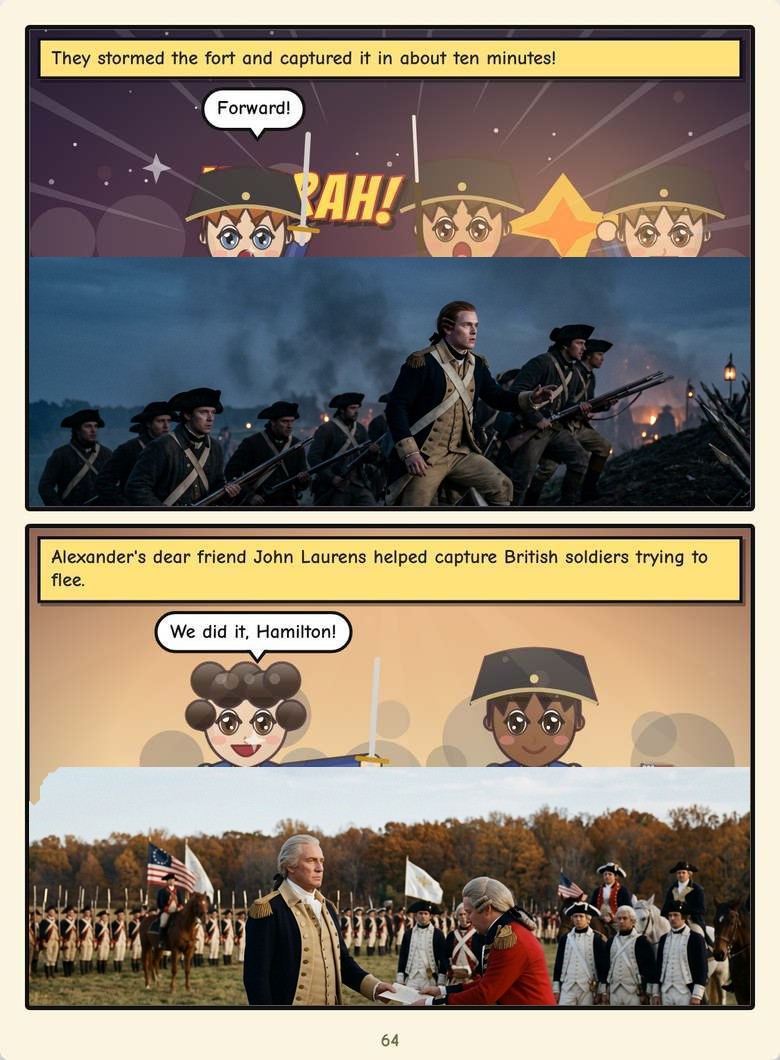 They stormed the fort and captured it in about ten minutes!
Forward!
Alexander's dear friend John Laurens helped capture British soldiers trying to
flee.
We did it, Hamilton!
64